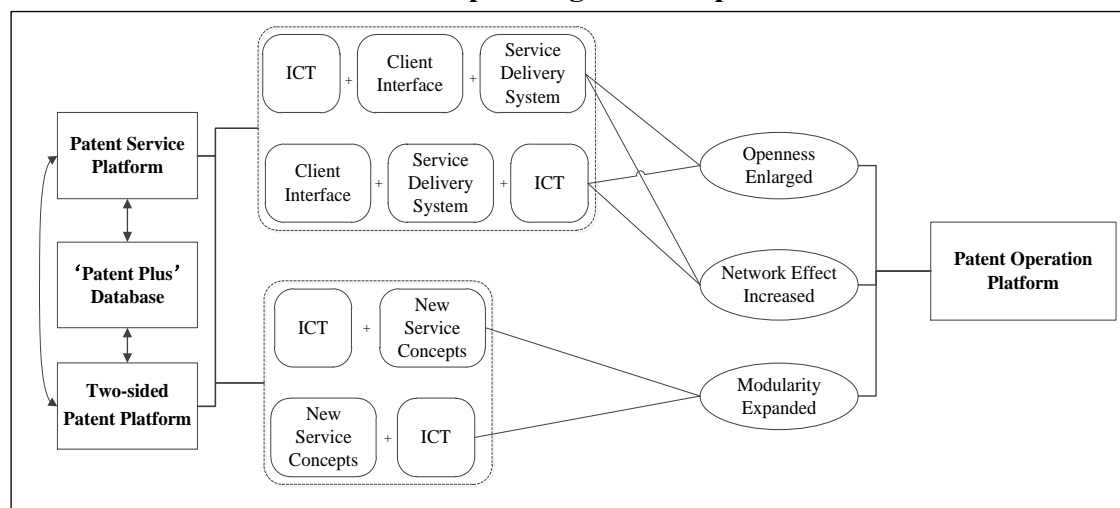 ICT + Client Interface + Service Delivery System
Client Interface + Service Delivery System + ICT
Patent Service
Platform
'Patent Plus'
Database
Two-sided
Patent Platform
ICT + New Service Concepts
New Service Concepts + ICT
Openness
Enlarged
Network Effect
Increased
Modularity
Expanded
Patent Operation
Platform